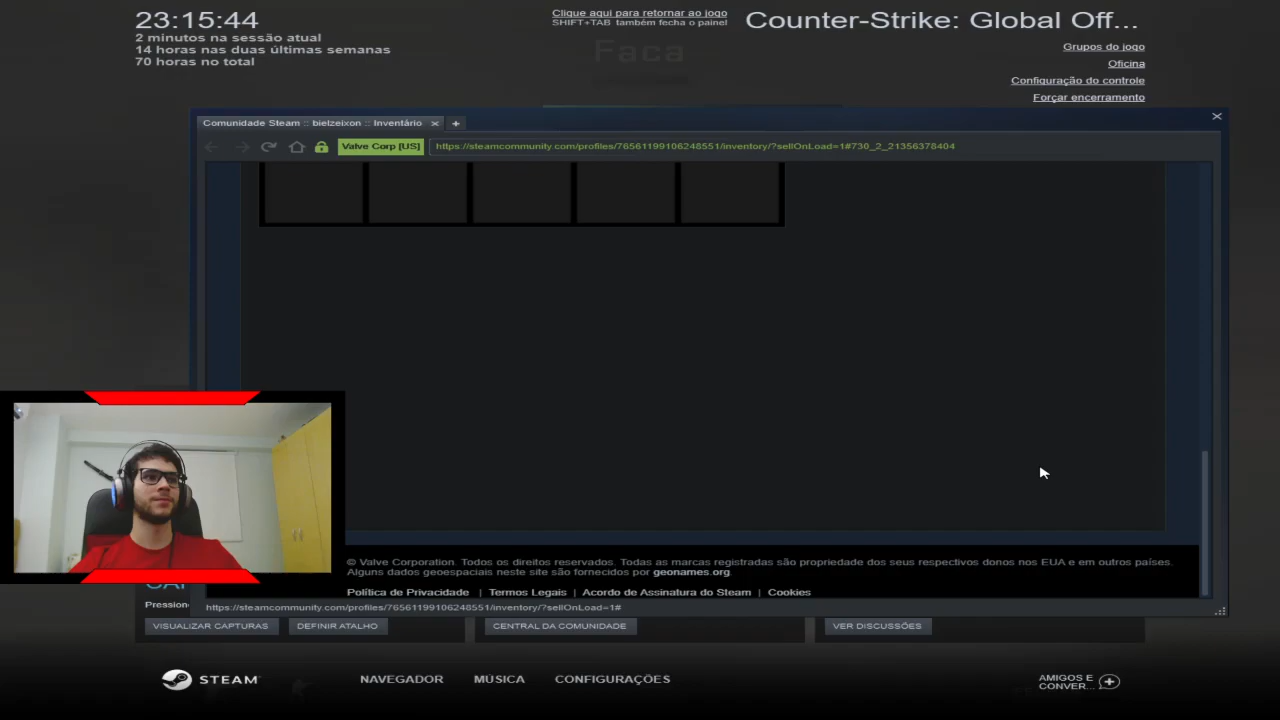 23:15:44
2 minutos na sessão atual
14 horas nas duas últimas semanas
70 horas no total
Clique aqui para retornar ao jogo
SHIFT+TAB também fecha o painel
Faca
Counter-Strike: Global Off...
Grupos do jogo
Oficina
Configuração do controle
Forçar encerramento
Comunidade Steam :: bielzeixon :: Inventário
Valve Corp [US] https://steamcommunity.com/profiles/76561199106248551/inventory/?sellOnLoad=1#730_2_21356378404
© Valve Corporation. Todos os direitos reservados. Todas as marcas registradas são propriedade dos seus respectivos donos nos EUA e em outros países.
Alguns dados geoespaciais neste site são fornecidos por geonames.org.
Política de Privacidade | Termos Legais | Acordo de Assinatura do Steam | Cookies
Pression
https://steamcommunity.com/profiles/76561199106248551/inventory/?sellOnLoad=1#
VISUALIZAR CAPTURAS DEFINIR ATALHO CENTRAL DA COMUNIDADE VER DISCUSSÕES
STEAM NAVEGADOR MÚSICA CONFIGURAÇÕES
AMIGOS E
CONVER...